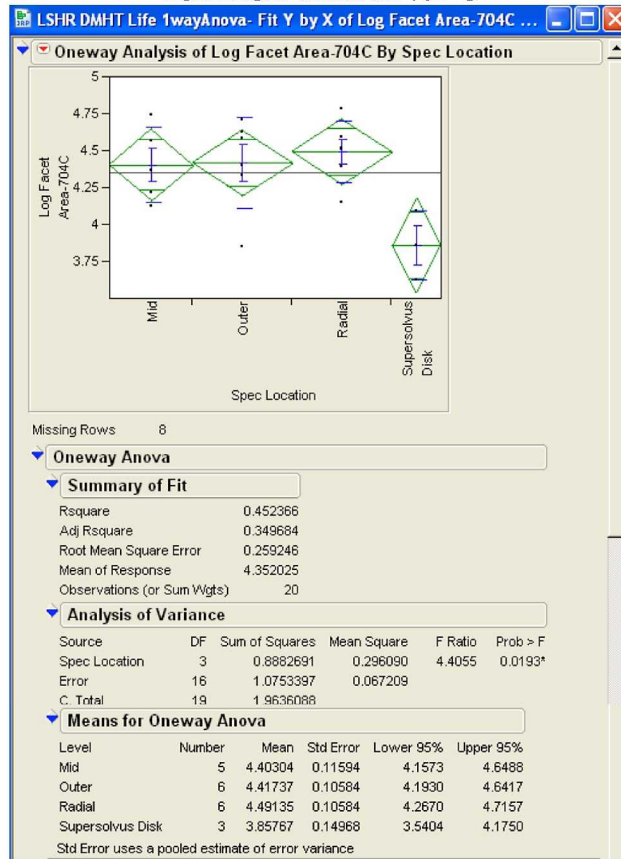 LSHR DMHT Life 1wayAnova- Fit Y by X of Log Facet Area-704C ...
Oneway Analysis of Log Facet Area-704C By Spec Location
5
4.75
4.5
4.25
4
3.75
Log Facet
Area-704C
Mid
Outer
Radial
Supersolvus
Disk
Spec Location
Missing Rows 8
Oneway Anova
Summary of Fit
Rsquare 0.452366
Adj Rsquare 0.349684
Root Mean Square Error 0.259246
Mean of Response 4.352025
Observations (or Sum Wgts) 20
Analysis of Variance
Source DF Sum of Squares Mean Square F Ratio Prob > F
Spec Location 3 0.8882691 0.296090 4.4055 0.0193*
Error 16 1.0753397 0.067209
C. Total 19 1.9636088
Means for Oneway Anova
Level Number Mean Std Error Lower 95% Upper 95%
Mid 5 4.40304 0.11594 4.1573 4.6488
Outer 6 4.41737 0.10584 4.1930 4.6417
Radial 6 4.49135 0.10584 4.2670 4.7157
Supersolvus Disk 3 3.85767 0.14968 3.5404 4.1750
Std Error uses a pooled estimate of error variance